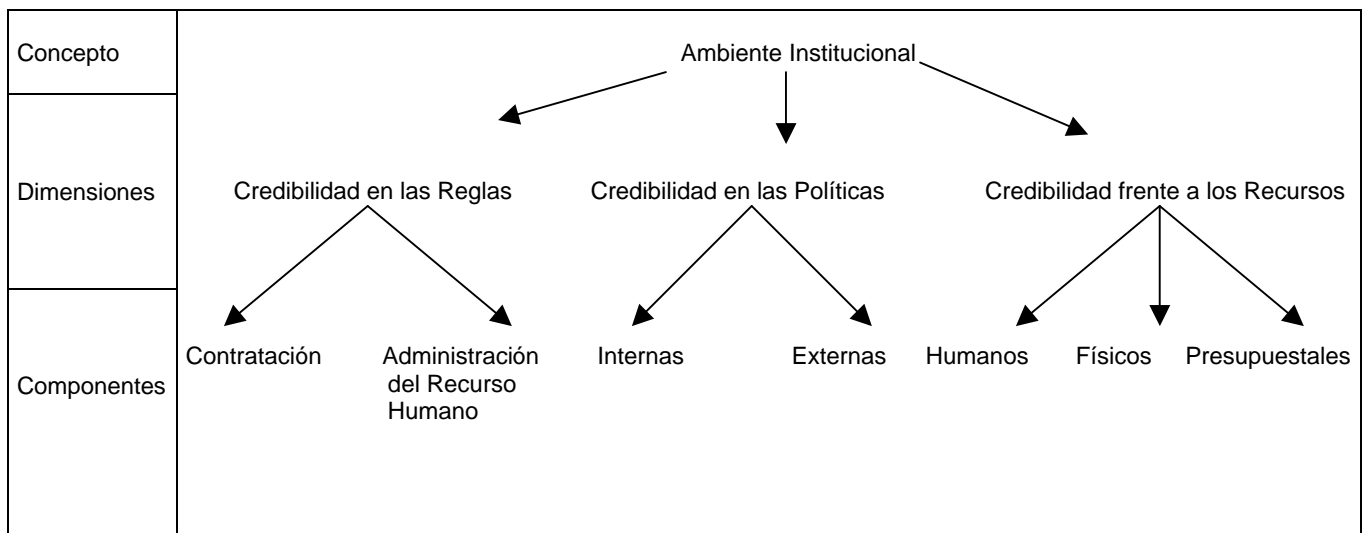 Concepto
Ambiente Institucional
Dimensiones
Credibilidad en las Reglas
Credibilidad en las Políticas
Credibilidad frente a los Recursos
Componentes
Contratación
Administración
del Recurso
Humano
Internas
Externas
Humanos
Físicos
Presupuestales